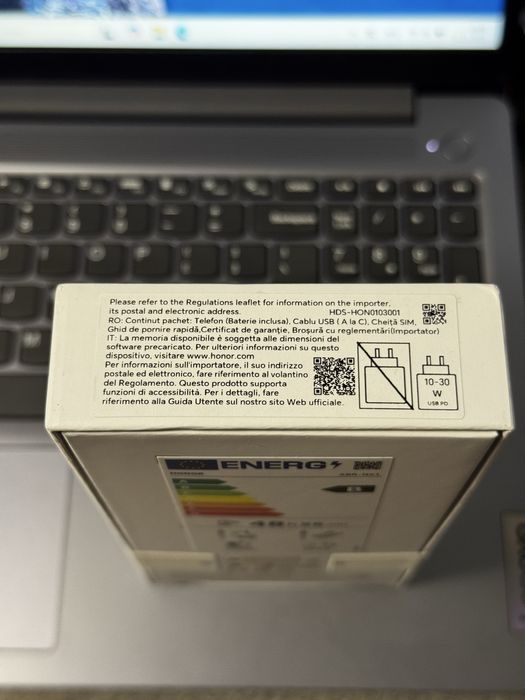 Please refer to the Regulations leaflet for information on the importer.
its postal and electronic address. HDS-HON0103001
RO: Continut pachet: Telefon (Baterie inclusa), Cablu USB ( A la C), Cheiță SIM,
Ghid de pornire rapidă,Certificat de garanție, Broșură cu reglementări(Importator)
IT: La memoria disponibile è soggetta alle dimensioni del
software precaricato. Per ulteriori informazioni su questo
dispositivo, visitare www.honor.com
Per informazioni sull'importatore, il suo indirizzo
postale ed elettronico, fare riferimento al volantino
del Regolamento. Questo prodotto supporta
funzioni di accessibilità. Per i dettagli, fare
riferimento alla Guida Utente sul nostro sito Web ufficiale.
10-30
W
USB PD
ENERG